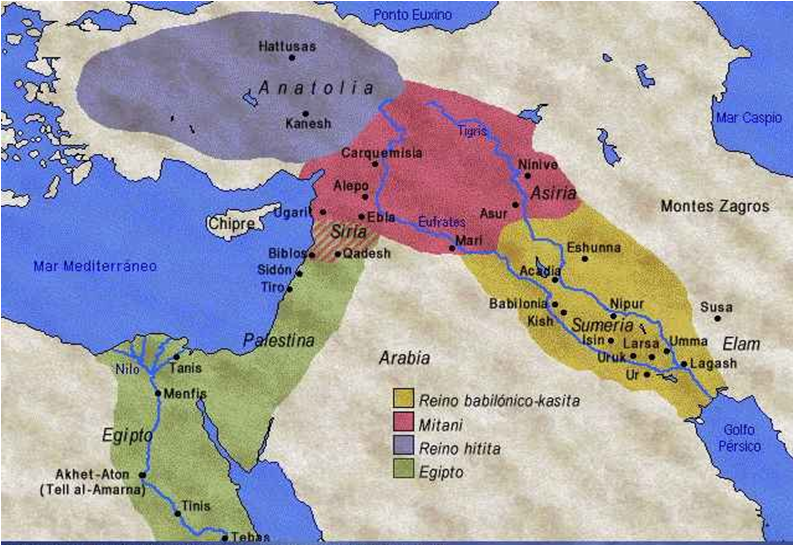 Ponto Euxino
Hattusas
Anatolia
Kanesh
Mar Caspio
Tigris
Carquemisia
Ninive
Alepo
Asiria
Montes Zagros
Ugarit
Ebla
Asur
Chipre
Siria
Eufrates
Mari
Eshunna
Biblos
Qadesh
Mar Mediterráneo
Sidón
Acadia
Tiro
Babilonia
Nipur
Susa
Kish
Sumeria
Palestina
Isin
Larsa
Umma
Elam
Arabia
Uruk
Lagash
Nilo
Tanis
Ur
Menfis
Reino babilónico-kasita
Mitani
Reino hitita
Egipto
Egipto
Golfo
Pérsico
Akhet-Aton
(Tell al-Amarna)
Tinis
Tebas